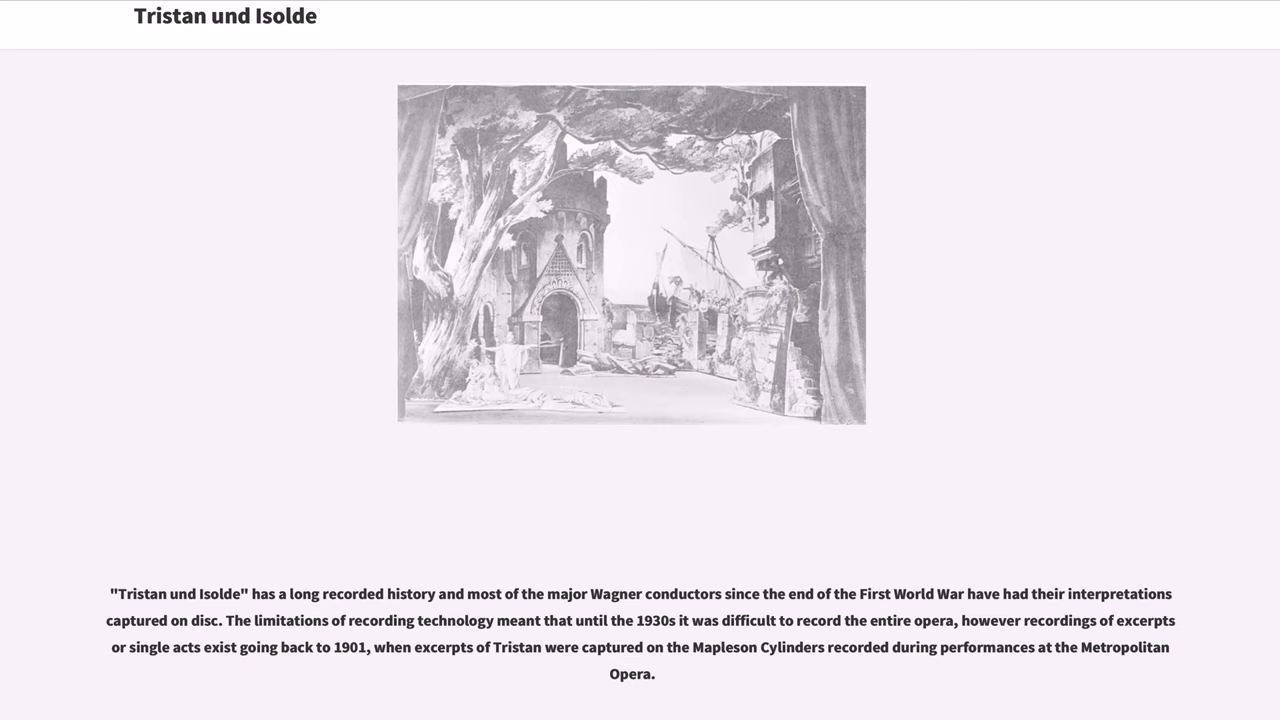 Tristan und Isolde
"Tristan und Isolde" has a long recorded history and most of the major Wagner conductors since the end of the First World War have had their interpretations
captured on disc. The limitations of recording technology meant that until the 1930s it was difficult to record the entire opera, however recordings of excerpts
or single acts exist going back to 1901, when excerpts of Tristan were captured on the Mapleson Cylinders recorded during performances at the Metropolitan
Opera.